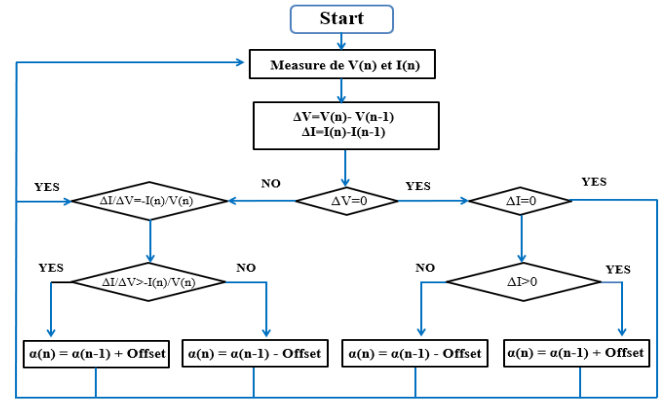 Start
Measure de V(n) et I(n)
ΔV=V(n)- V(n-1)
ΔI=I(n)-I(n-1)
YES
NO
YES
YES
ΔI/ΔV=-I(n)/V(n)
ΔV=0
ΔI=0
YES
NO
NO
YES
ΔI/ΔV>-I(n)/V(n)
ΔI>0
α(n) = α(n-1) + Offset
α(n) = α(n-1) - Offset
α(n) = α(n-1) - Offset
α(n) = α(n-1) + Offset